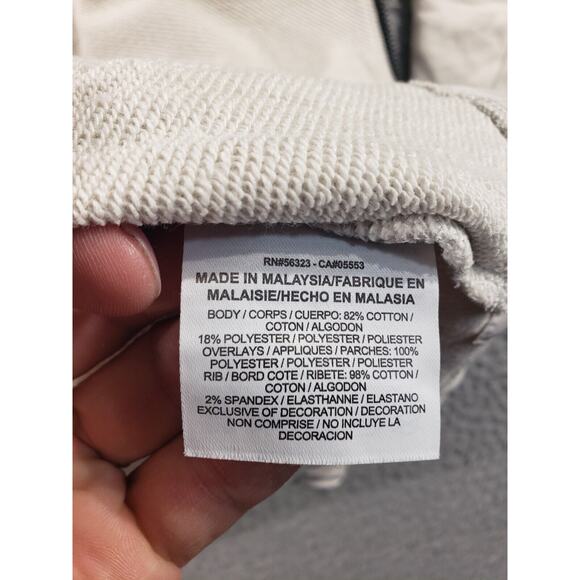 RN#56323 - CA#05553
MADE IN MALAYSIA/FABRIQUE EN
MALAISIE/HECHO EN MALASIA
BODY / CORPS / CUERPO: 82% COTTON /
COTON / ALGODON
18% POLYESTER / POLYESTER / POLIESTER
OVERLAYS / APPLIQUES / PARCHES: 100%
POLYESTER / POLYESTER / POLIESTER
RIB / BORD COTE / RIBETE: 98% COTTON /
COTON / ALGODON
2% SPANDEX / ELASTHANNE / ELASTANO
EXCLUSIVE OF DECORATION / DECORATION
NON COMPRISE / NO INCLUYE LA
DECORACION